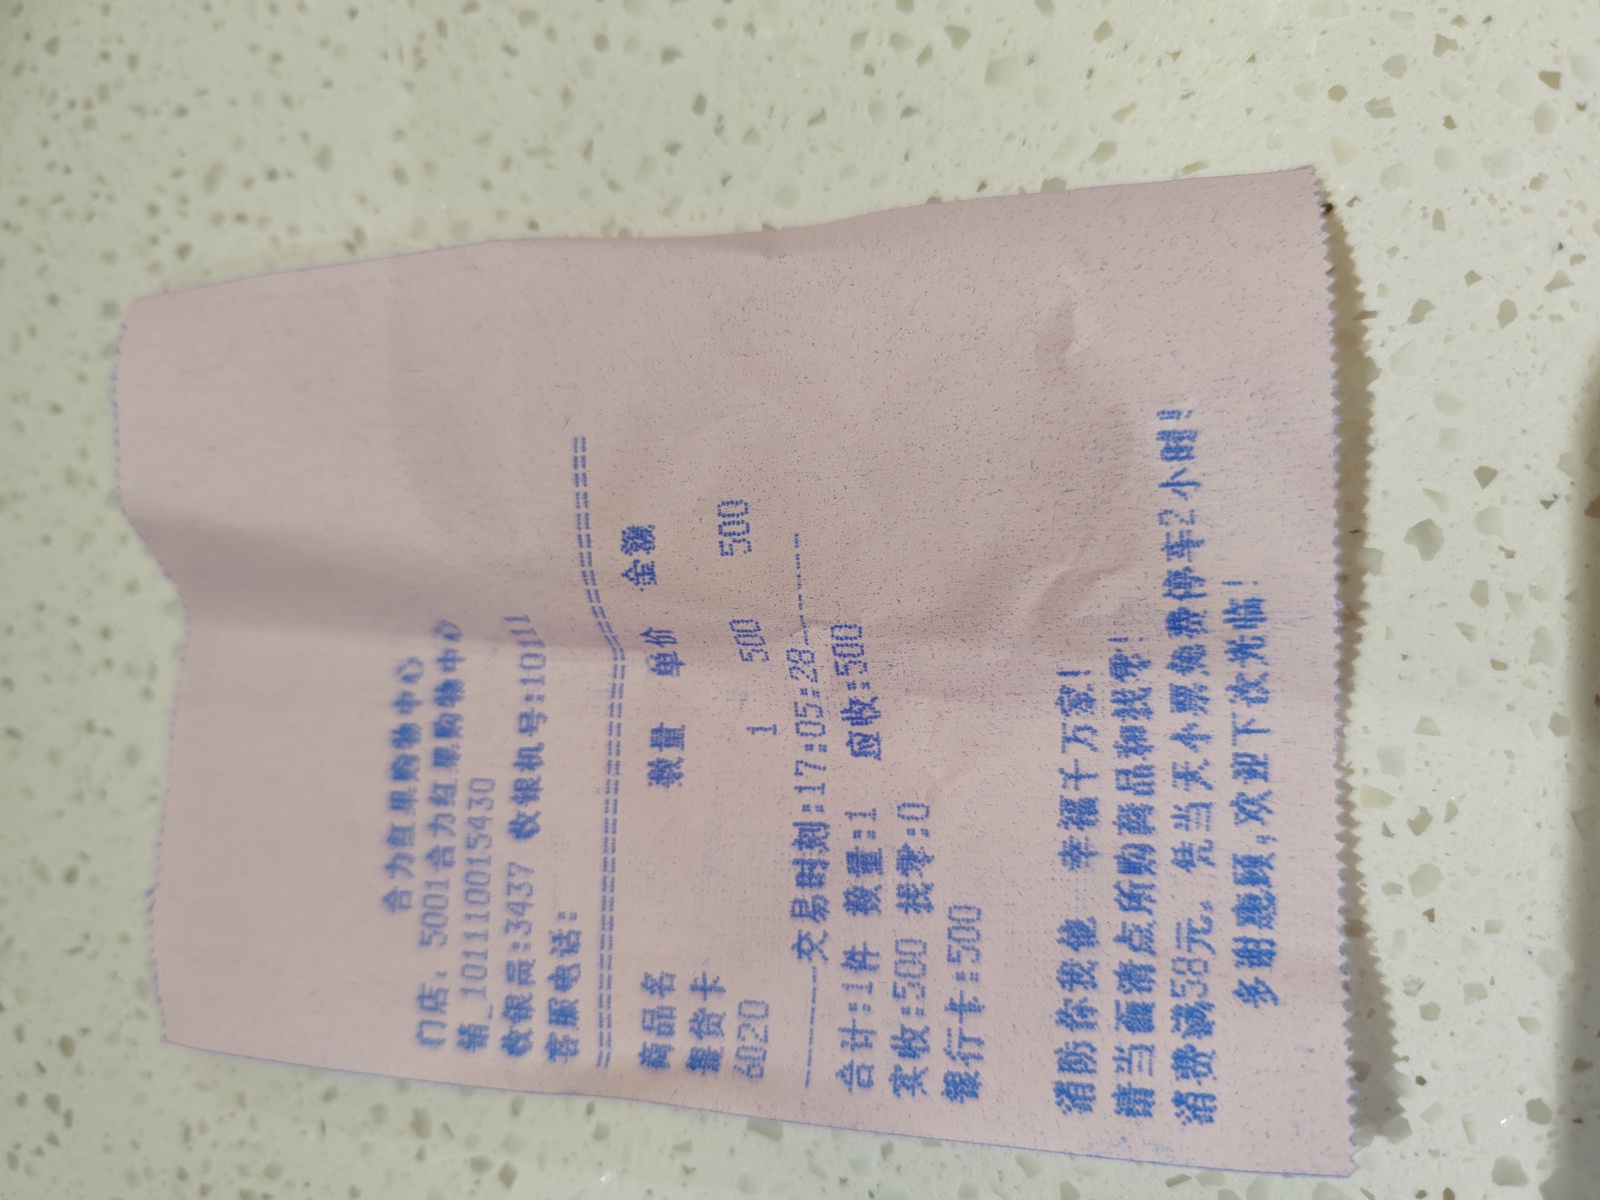 合力红果购物中心
门店: 5001合力红果购物中心
销_1011100015430
收银员:3437 收银机号:10111
客服电话:
========================================
商品名 数量 单价 金额
餐货卡
6020 1 500 500
--------交易时刻:17:05:28--------
合计:1件 数量:1 应收:500
实收:500 找零:0
银行卡:500
消防你我他 幸福千万家!
请当面清点所购商品和找零!
消费满58元,凭当天小票免费停车2小时!
多谢惠顾,欢迎下次光临!